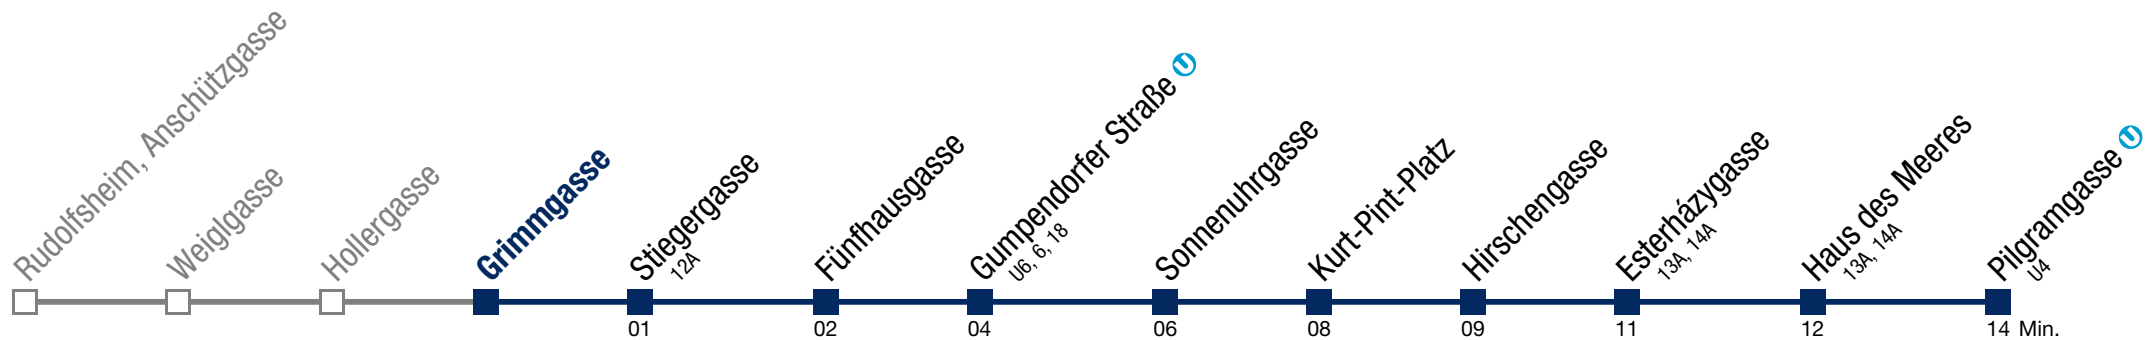 Rudolfsheim, Anschützgasse
Weiglgasse
Hollergasse
Grimmgasse
Stiegergasse
12A
Fünfhausgasse
Gumpendorfer Straße U
U6, 6, 18
Sonnenuhrgasse
Kurt-Pint-Platz
Hirschengasse
Esterházygasse
13A, 14A
Haus des Meeres
13A, 14A
Pilgramgasse U
U4
01 02 04 06 08 09 11 12 14 Min.